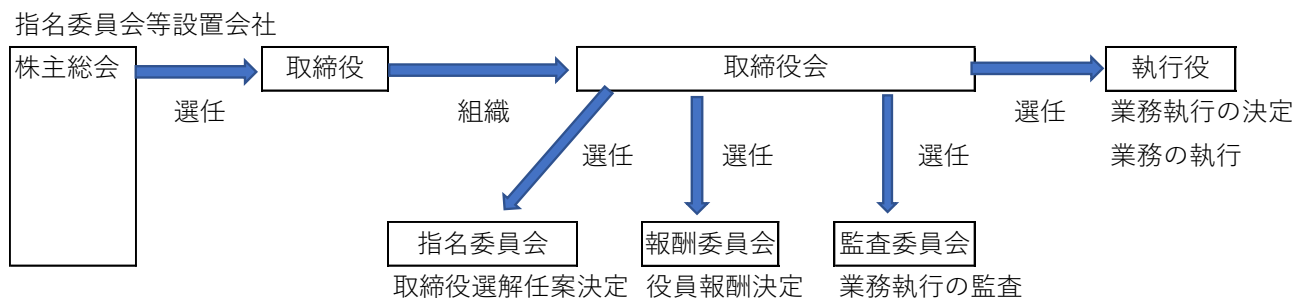 指名委員会等設置会社
株主総会 取締役 取締役会 執行役
選任 組織 選任 業務執行の決定
選任 選任 選任 業務の執行
指名委員会 報酬委員会 監査委員会
取締役選解任案決定 役員報酬決定 業務執行の監査